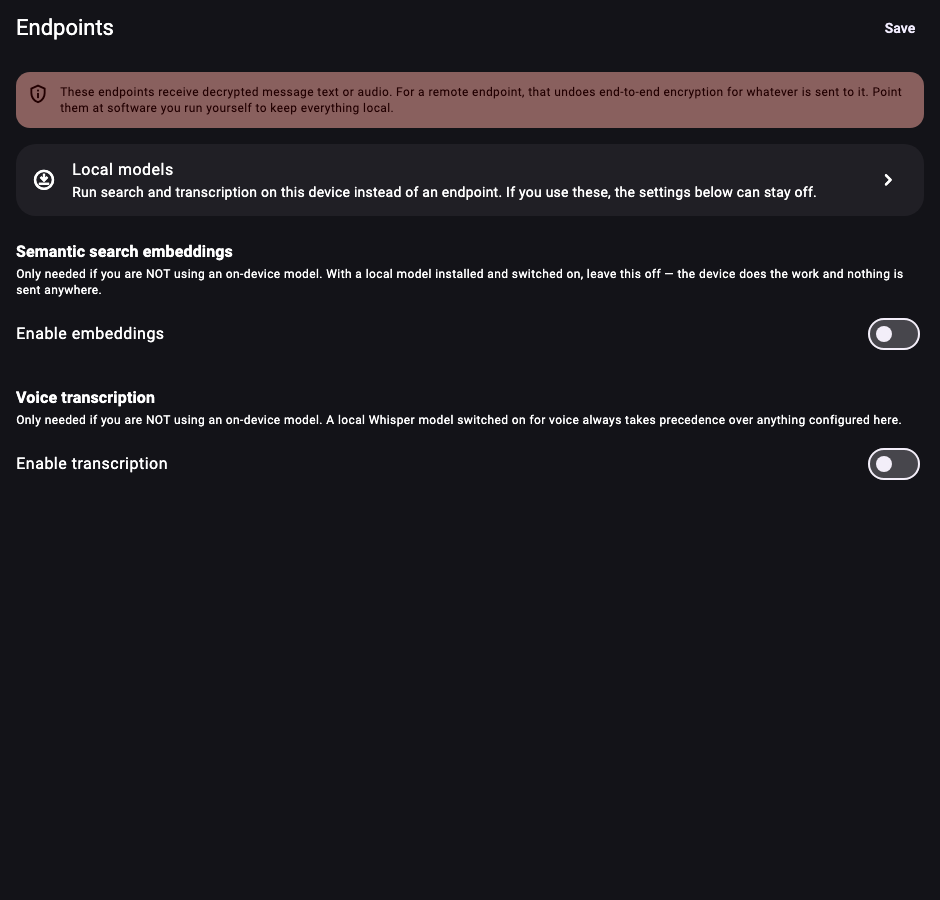 Endpoints
Save
These endpoints receive decrypted message text or audio. For a remote endpoint, that undoes end-to-end encryption for whatever is sent to it. Point
them at software you run yourself to keep everything local.
Local models
Run search and transcription on this device instead of an endpoint. If you use these, the settings below can stay off.
Semantic search embeddings
Only needed if you are NOT using an on-device model. With a local model installed and switched on, leave this off — the device does the work and nothing is
sent anywhere.
Enable embeddings
Voice transcription
Only needed if you are NOT using an on-device model. A local Whisper model switched on for voice always takes precedence over anything configured here.
Enable transcription